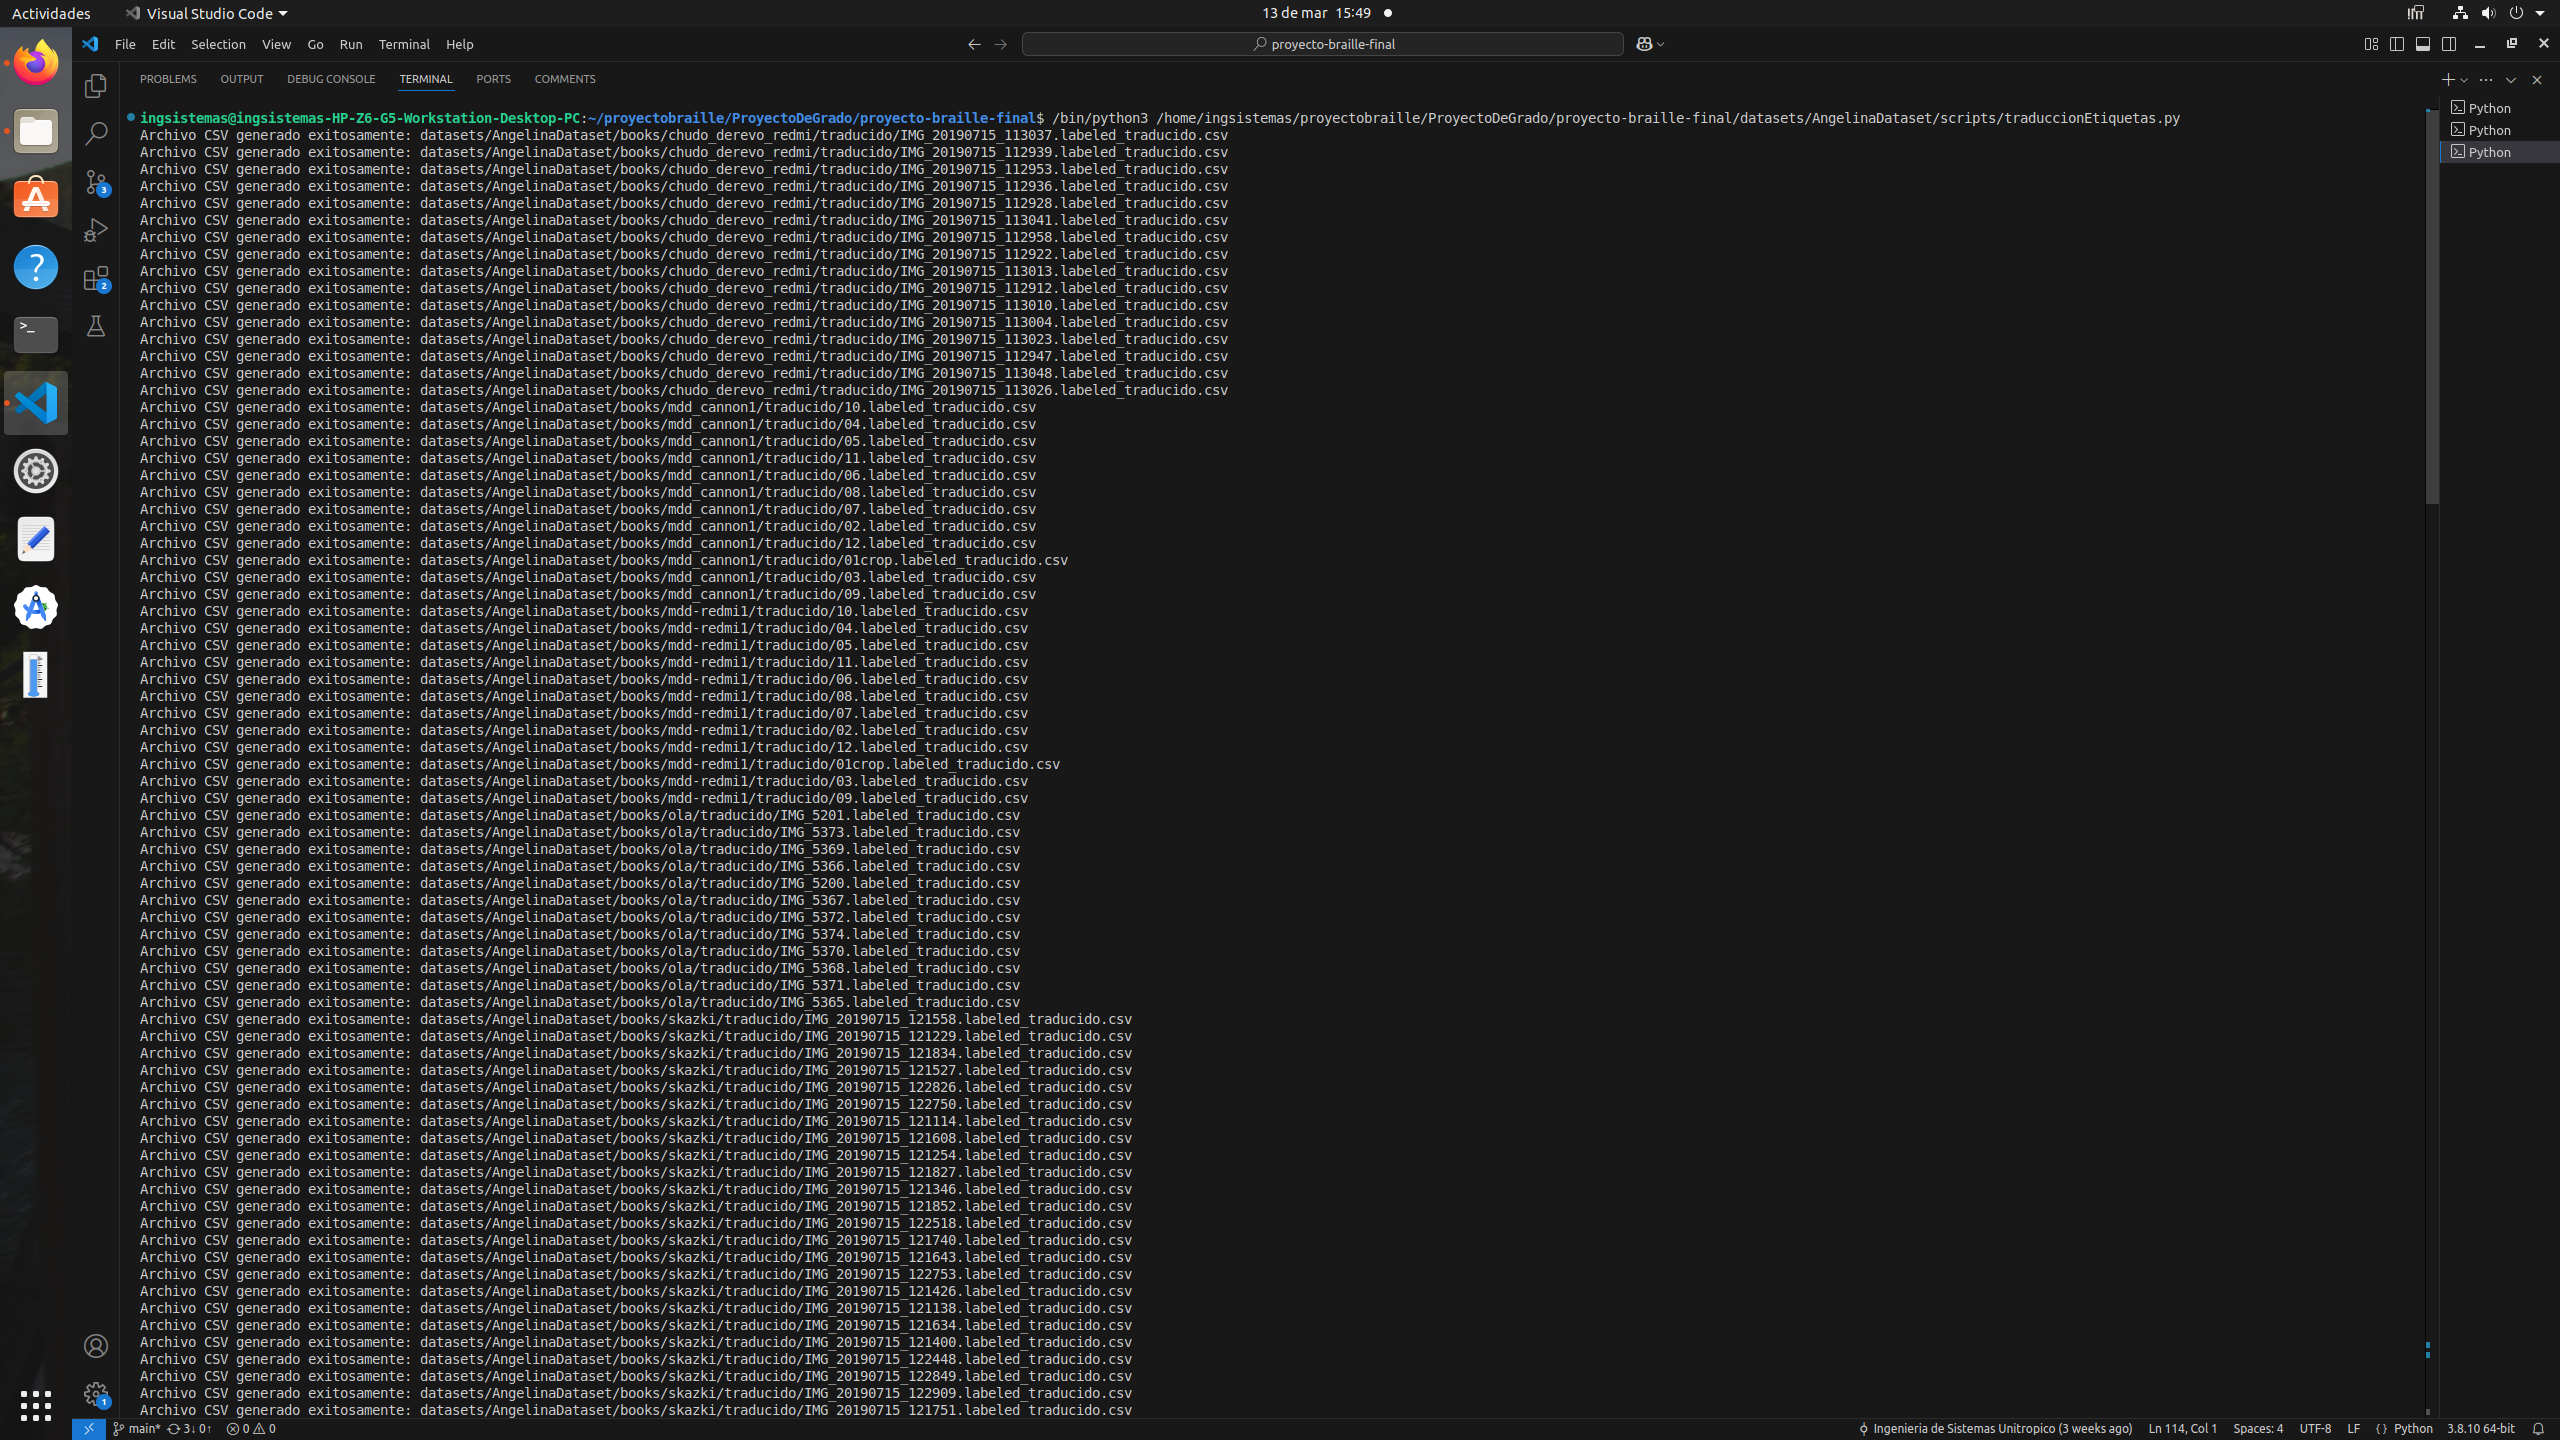 Actividades
Visual Studio Code
13 de mar 15:49
File Edit Selection View Go Run Terminal Help
proyecto-braille-final
PROBLEMS OUTPUT DEBUG CONSOLE TERMINAL PORTS COMMENTS
Python
Python
Python
ingsistemas@ingsistemas-HP-Z6-G5-Workstation-Desktop-PC:~/proyectobraille/ProyectoDeGrado/proyecto-braille-final$ /bin/python3 /home/ingsistemas/proyectobraille/ProyectoDeGrado/proyecto-braille-final/datasets/AngelinaDataset/scripts/traduccionEtiquetas.py
Archivo CSV generado exitosamente: datasets/AngelinaDataset/books/chudo_derevo_redmi/traducido/IMG_20190715_113037.labeled_traducido.csv
Archivo CSV generado exitosamente: datasets/AngelinaDataset/books/chudo_derevo_redmi/traducido/IMG_20190715_112939.labeled_traducido.csv
Archivo CSV generado exitosamente: datasets/AngelinaDataset/books/chudo_derevo_redmi/traducido/IMG_20190715_112953.labeled_traducido.csv
Archivo CSV generado exitosamente: datasets/AngelinaDataset/books/chudo_derevo_redmi/traducido/IMG_20190715_112936.labeled_traducido.csv
Archivo CSV generado exitosamente: datasets/AngelinaDataset/books/chudo_derevo_redmi/traducido/IMG_20190715_112928.labeled_traducido.csv
Archivo CSV generado exitosamente: datasets/AngelinaDataset/books/chudo_derevo_redmi/traducido/IMG_20190715_113041.labeled_traducido.csv
Archivo CSV generado exitosamente: datasets/AngelinaDataset/books/chudo_derevo_redmi/traducido/IMG_20190715_112958.labeled_traducido.csv
Archivo CSV generado exitosamente: datasets/AngelinaDataset/books/chudo_derevo_redmi/traducido/IMG_20190715_112922.labeled_traducido.csv
Archivo CSV generado exitosamente: datasets/AngelinaDataset/books/chudo_derevo_redmi/traducido/IMG_20190715_113013.labeled_traducido.csv
Archivo CSV generado exitosamente: datasets/AngelinaDataset/books/chudo_derevo_redmi/traducido/IMG_20190715_112912.labeled_traducido.csv
Archivo CSV generado exitosamente: datasets/AngelinaDataset/books/chudo_derevo_redmi/traducido/IMG_20190715_113010.labeled_traducido.csv
Archivo CSV generado exitosamente: datasets/AngelinaDataset/books/chudo_derevo_redmi/traducido/IMG_20190715_113004.labeled_traducido.csv
Archivo CSV generado exitosamente: datasets/AngelinaDataset/books/chudo_derevo_redmi/traducido/IMG_20190715_113023.labeled_traducido.csv
Archivo CSV generado exitosamente: datasets/AngelinaDataset/books/chudo_derevo_redmi/traducido/IMG_20190715_112947.labeled_traducido.csv
Archivo CSV generado exitosamente: datasets/AngelinaDataset/books/chudo_derevo_redmi/traducido/IMG_20190715_113048.labeled_traducido.csv
Archivo CSV generado exitosamente: datasets/AngelinaDataset/books/chudo_derevo_redmi/traducido/IMG_20190715_113026.labeled_traducido.csv
Archivo CSV generado exitosamente: datasets/AngelinaDataset/books/mdd_cannon1/traducido/10.labeled_traducido.csv
Archivo CSV generado exitosamente: datasets/AngelinaDataset/books/mdd_cannon1/traducido/04.labeled_traducido.csv
Archivo CSV generado exitosamente: datasets/AngelinaDataset/books/mdd_cannon1/traducido/05.labeled_traducido.csv
Archivo CSV generado exitosamente: datasets/AngelinaDataset/books/mdd_cannon1/traducido/11.labeled_traducido.csv
Archivo CSV generado exitosamente: datasets/AngelinaDataset/books/mdd_cannon1/traducido/06.labeled_traducido.csv
Archivo CSV generado exitosamente: datasets/AngelinaDataset/books/mdd_cannon1/traducido/08.labeled_traducido.csv
Archivo CSV generado exitosamente: datasets/AngelinaDataset/books/mdd_cannon1/traducido/07.labeled_traducido.csv
Archivo CSV generado exitosamente: datasets/AngelinaDataset/books/mdd_cannon1/traducido/02.labeled_traducido.csv
Archivo CSV generado exitosamente: datasets/AngelinaDataset/books/mdd_cannon1/traducido/12.labeled_traducido.csv
Archivo CSV generado exitosamente: datasets/AngelinaDataset/books/mdd_cannon1/traducido/01crop.labeled_traducido.csv
Archivo CSV generado exitosamente: datasets/AngelinaDataset/books/mdd_cannon1/traducido/03.labeled_traducido.csv
Archivo CSV generado exitosamente: datasets/AngelinaDataset/books/mdd_cannon1/traducido/09.labeled_traducido.csv
Archivo CSV generado exitosamente: datasets/AngelinaDataset/books/mdd-redmi1/traducido/10.labeled_traducido.csv
Archivo CSV generado exitosamente: datasets/AngelinaDataset/books/mdd-redmi1/traducido/04.labeled_traducido.csv
Archivo CSV generado exitosamente: datasets/AngelinaDataset/books/mdd-redmi1/traducido/05.labeled_traducido.csv
Archivo CSV generado exitosamente: datasets/AngelinaDataset/books/mdd-redmi1/traducido/11.labeled_traducido.csv
Archivo CSV generado exitosamente: datasets/AngelinaDataset/books/mdd-redmi1/traducido/06.labeled_traducido.csv
Archivo CSV generado exitosamente: datasets/AngelinaDataset/books/mdd-redmi1/traducido/08.labeled_traducido.csv
Archivo CSV generado exitosamente: datasets/AngelinaDataset/books/mdd-redmi1/traducido/07.labeled_traducido.csv
Archivo CSV generado exitosamente: datasets/AngelinaDataset/books/mdd-redmi1/traducido/02.labeled_traducido.csv
Archivo CSV generado exitosamente: datasets/AngelinaDataset/books/mdd-redmi1/traducido/12.labeled_traducido.csv
Archivo CSV generado exitosamente: datasets/AngelinaDataset/books/mdd-redmi1/traducido/01crop.labeled_traducido.csv
Archivo CSV generado exitosamente: datasets/AngelinaDataset/books/mdd-redmi1/traducido/03.labeled_traducido.csv
Archivo CSV generado exitosamente: datasets/AngelinaDataset/books/mdd-redmi1/traducido/09.labeled_traducido.csv
Archivo CSV generado exitosamente: datasets/AngelinaDataset/books/ola/traducido/IMG_5201.labeled_traducido.csv
Archivo CSV generado exitosamente: datasets/AngelinaDataset/books/ola/traducido/IMG_5373.labeled_traducido.csv
Archivo CSV generado exitosamente: datasets/AngelinaDataset/books/ola/traducido/IMG_5369.labeled_traducido.csv
Archivo CSV generado exitosamente: datasets/AngelinaDataset/books/ola/traducido/IMG_5366.labeled_traducido.csv
Archivo CSV generado exitosamente: datasets/AngelinaDataset/books/ola/traducido/IMG_5200.labeled_traducido.csv
Archivo CSV generado exitosamente: datasets/AngelinaDataset/books/ola/traducido/IMG_5367.labeled_traducido.csv
Archivo CSV generado exitosamente: datasets/AngelinaDataset/books/ola/traducido/IMG_5372.labeled_traducido.csv
Archivo CSV generado exitosamente: datasets/AngelinaDataset/books/ola/traducido/IMG_5374.labeled_traducido.csv
Archivo CSV generado exitosamente: datasets/AngelinaDataset/books/ola/traducido/IMG_5370.labeled_traducido.csv
Archivo CSV generado exitosamente: datasets/AngelinaDataset/books/ola/traducido/IMG_5368.labeled_traducido.csv
Archivo CSV generado exitosamente: datasets/AngelinaDataset/books/ola/traducido/IMG_5371.labeled_traducido.csv
Archivo CSV generado exitosamente: datasets/AngelinaDataset/books/ola/traducido/IMG_5365.labeled_traducido.csv
Archivo CSV generado exitosamente: datasets/AngelinaDataset/books/skazki/traducido/IMG_20190715_121558.labeled_traducido.csv
Archivo CSV generado exitosamente: datasets/AngelinaDataset/books/skazki/traducido/IMG_20190715_121229.labeled_traducido.csv
Archivo CSV generado exitosamente: datasets/AngelinaDataset/books/skazki/traducido/IMG_20190715_121834.labeled_traducido.csv
Archivo CSV generado exitosamente: datasets/AngelinaDataset/books/skazki/traducido/IMG_20190715_121527.labeled_traducido.csv
Archivo CSV generado exitosamente: datasets/AngelinaDataset/books/skazki/traducido/IMG_20190715_122826.labeled_traducido.csv
Archivo CSV generado exitosamente: datasets/AngelinaDataset/books/skazki/traducido/IMG_20190715_122750.labeled_traducido.csv
Archivo CSV generado exitosamente: datasets/AngelinaDataset/books/skazki/traducido/IMG_20190715_121114.labeled_traducido.csv
Archivo CSV generado exitosamente: datasets/AngelinaDataset/books/skazki/traducido/IMG_20190715_121608.labeled_traducido.csv
Archivo CSV generado exitosamente: datasets/AngelinaDataset/books/skazki/traducido/IMG_20190715_121254.labeled_traducido.csv
Archivo CSV generado exitosamente: datasets/AngelinaDataset/books/skazki/traducido/IMG_20190715_121827.labeled_traducido.csv
Archivo CSV generado exitosamente: datasets/AngelinaDataset/books/skazki/traducido/IMG_20190715_121346.labeled_traducido.csv
Archivo CSV generado exitosamente: datasets/AngelinaDataset/books/skazki/traducido/IMG_20190715_121852.labeled_traducido.csv
Archivo CSV generado exitosamente: datasets/AngelinaDataset/books/skazki/traducido/IMG_20190715_122518.labeled_traducido.csv
Archivo CSV generado exitosamente: datasets/AngelinaDataset/books/skazki/traducido/IMG_20190715_121740.labeled_traducido.csv
Archivo CSV generado exitosamente: datasets/AngelinaDataset/books/skazki/traducido/IMG_20190715_121643.labeled_traducido.csv
Archivo CSV generado exitosamente: datasets/AngelinaDataset/books/skazki/traducido/IMG_20190715_122753.labeled_traducido.csv
Archivo CSV generado exitosamente: datasets/AngelinaDataset/books/skazki/traducido/IMG_20190715_121426.labeled_traducido.csv
Archivo CSV generado exitosamente: datasets/AngelinaDataset/books/skazki/traducido/IMG_20190715_121138.labeled_traducido.csv
Archivo CSV generado exitosamente: datasets/AngelinaDataset/books/skazki/traducido/IMG_20190715_121634.labeled_traducido.csv
Archivo CSV generado exitosamente: datasets/AngelinaDataset/books/skazki/traducido/IMG_20190715_121400.labeled_traducido.csv
Archivo CSV generado exitosamente: datasets/AngelinaDataset/books/skazki/traducido/IMG_20190715_122448.labeled_traducido.csv
Archivo CSV generado exitosamente: datasets/AngelinaDataset/books/skazki/traducido/IMG_20190715_122849.labeled_traducido.csv
Archivo CSV generado exitosamente: datasets/AngelinaDataset/books/skazki/traducido/IMG_20190715_122909.labeled_traducido.csv
Archivo CSV generado exitosamente: datasets/AngelinaDataset/books/skazki/traducido/IMG_20190715_121751.labeled_traducido.csv
3
2
1
main* 3↓ 0↑ 0 0
Ingenieria de Sistemas Unitropico (3 weeks ago) Ln 114, Col 1 Spaces: 4 UTF-8 LF {} Python 3.8.10 64-bit